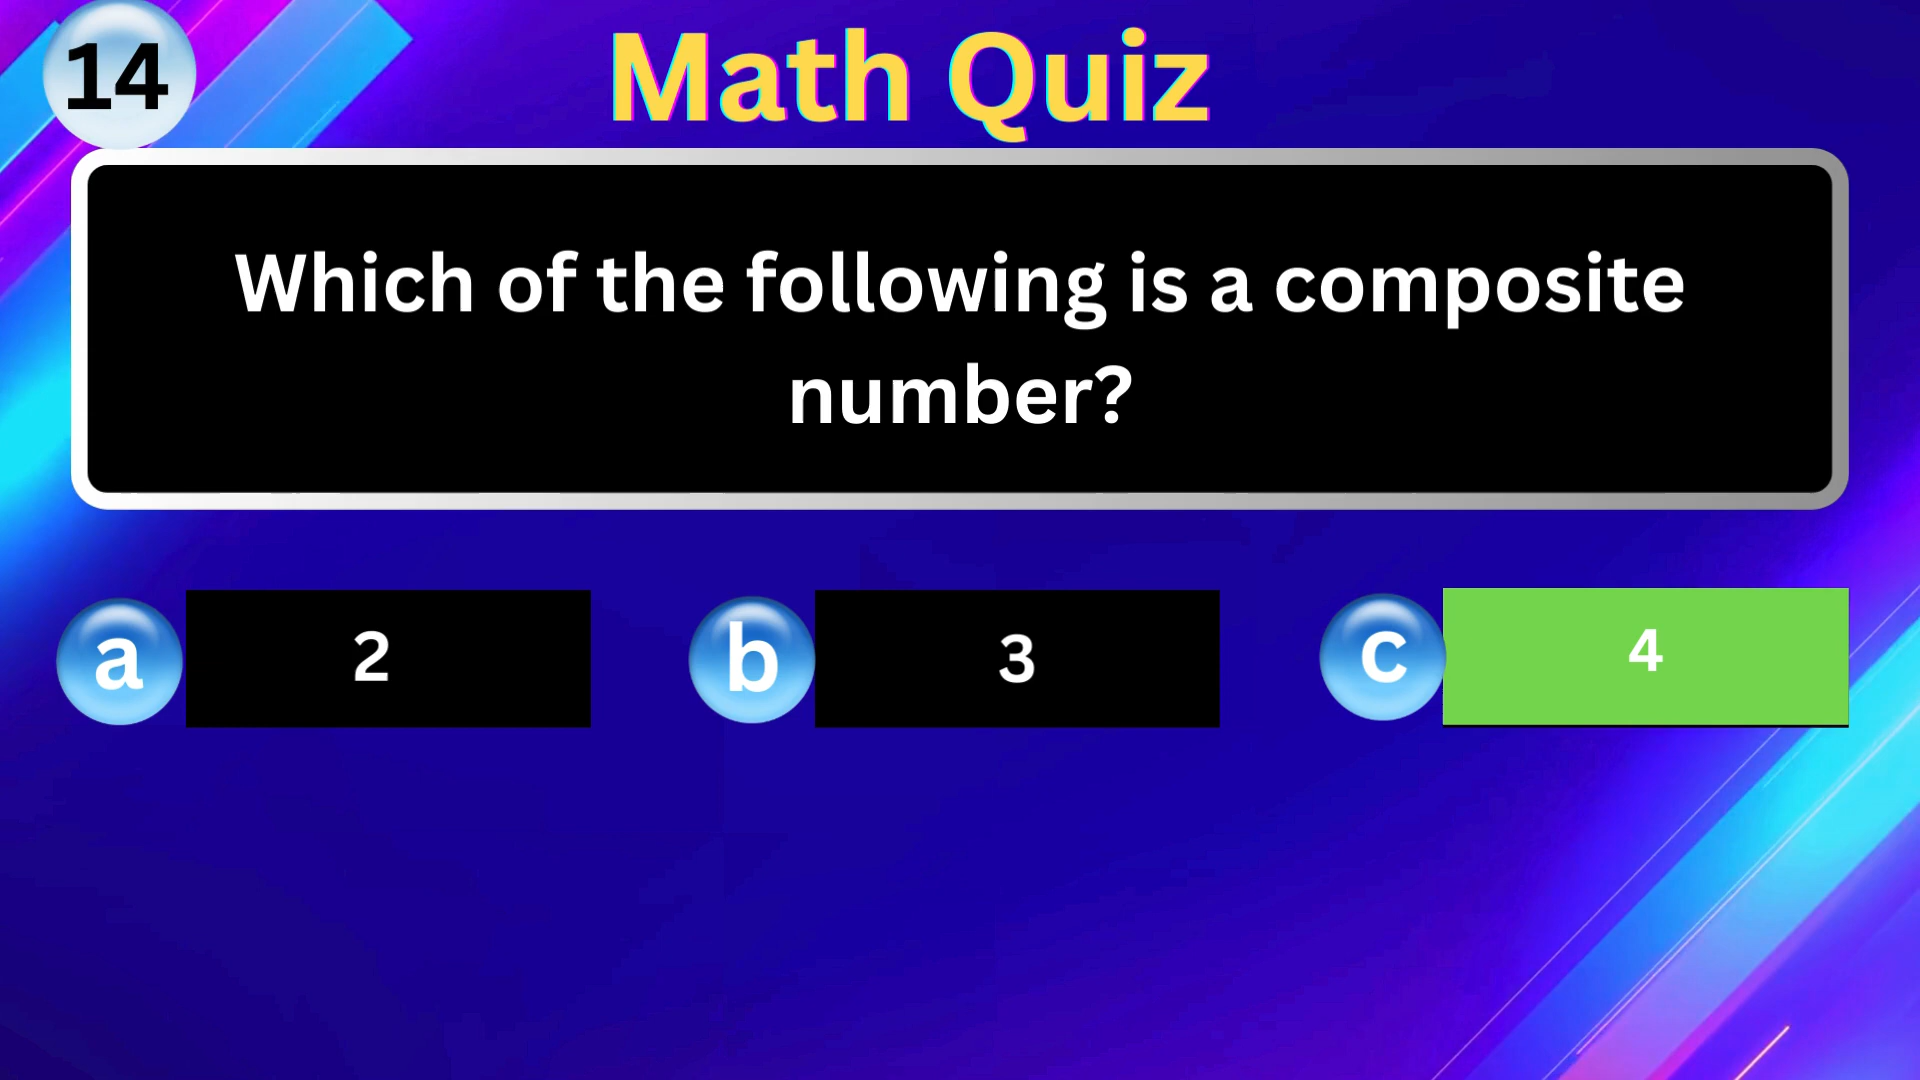 14
Math Quiz
Which of the following is a composite
number?
a 2
b 3
c 4